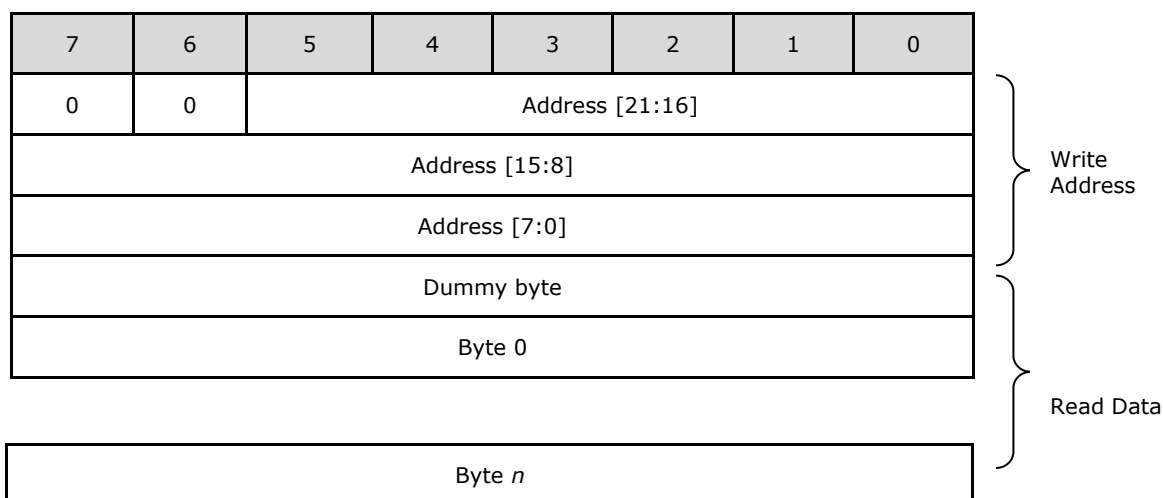 7 6 5 4 3 2 1 0
0 0 Address [21:16]
Address [15:8]
Write
Address
Address [7:0]
Dummy byte
Byte 0
Read Data
Byte n